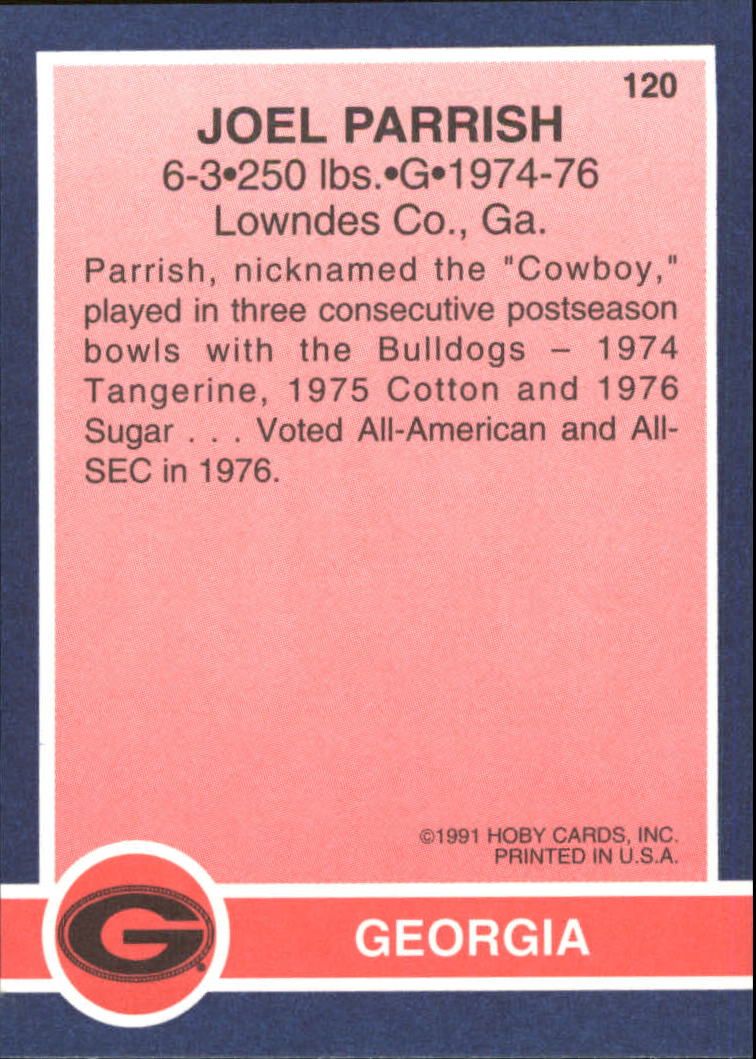 120
JOEL PARRISH
6-3•250 lbs.•G•1974-76
Lowndes Co., Ga.
Parrish, nicknamed the "Cowboy,"
played in three consecutive postseason
bowls with the Bulldogs – 1974
Tangerine, 1975 Cotton and 1976
Sugar . . . Voted All-American and All-
SEC in 1976.
©1991 HOBY CARDS, INC.
PRINTED IN U.S.A.
G®
GEORGIA